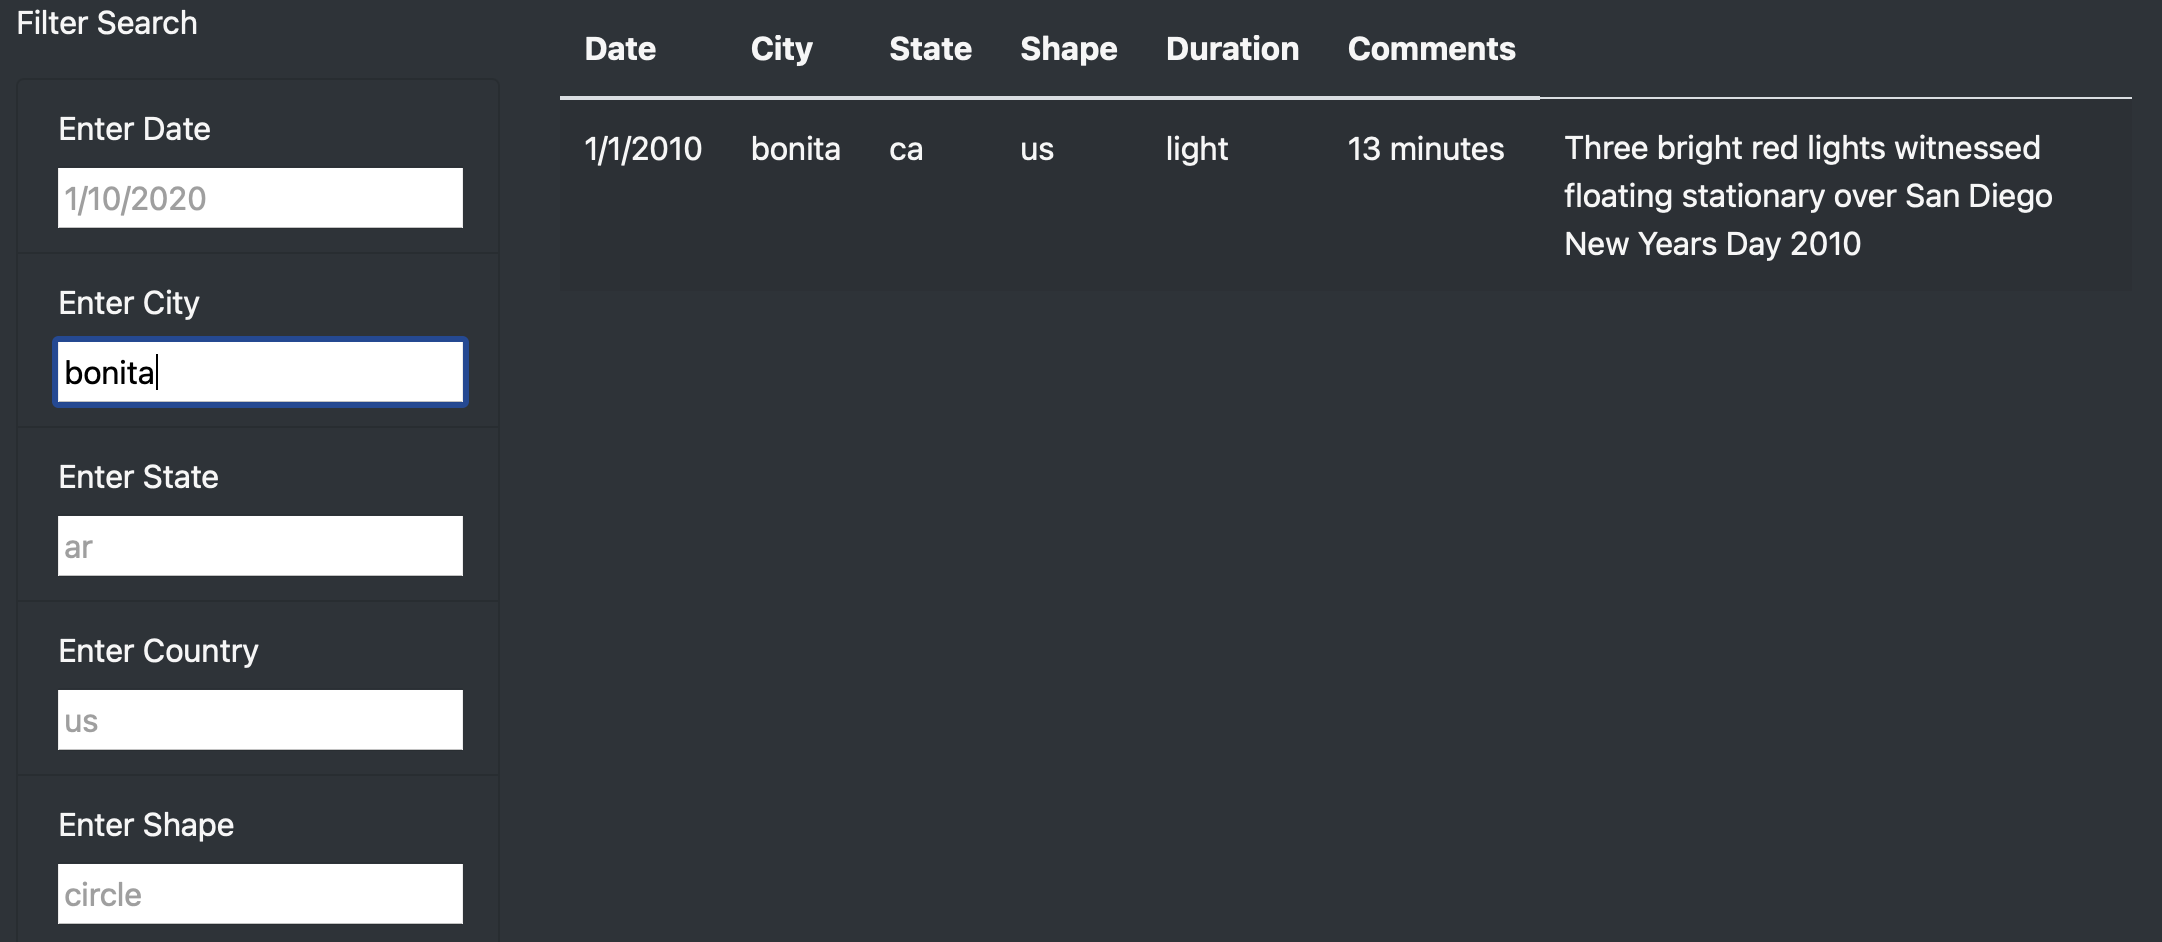 Filter Search
Enter Date
1/10/2020
Enter City
bonita
Enter State
ar
Enter Country
us
Enter Shape
circle
Date City State Shape Duration Comments
1/1/2010 bonita ca us light 13 minutes Three bright red lights witnessed
floating stationary over San Diego
New Years Day 2010